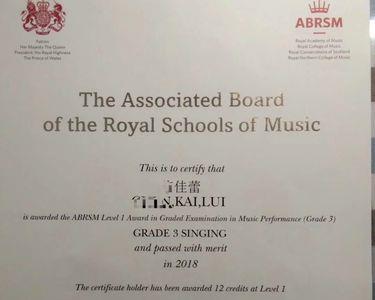 Patron
Her Majesty The Queen
President: His Royal Highness
The Prince of Wales
ABRSM
Royal Academy of Music
Royal College of Music
Royal Conservatoire of Scotland
Royal Northern College of Music
The Associated Board
of the Royal Schools of Music
This is to certify that
佳蕾
KAI,LUI
is awarded the ABRSM Level 1 Award in Graded Examination in Music Performance (Grade 3)
GRADE 3 SINGING
and passed with merit
in 2018
The certificate holder has been awarded 12 credits at Level 1